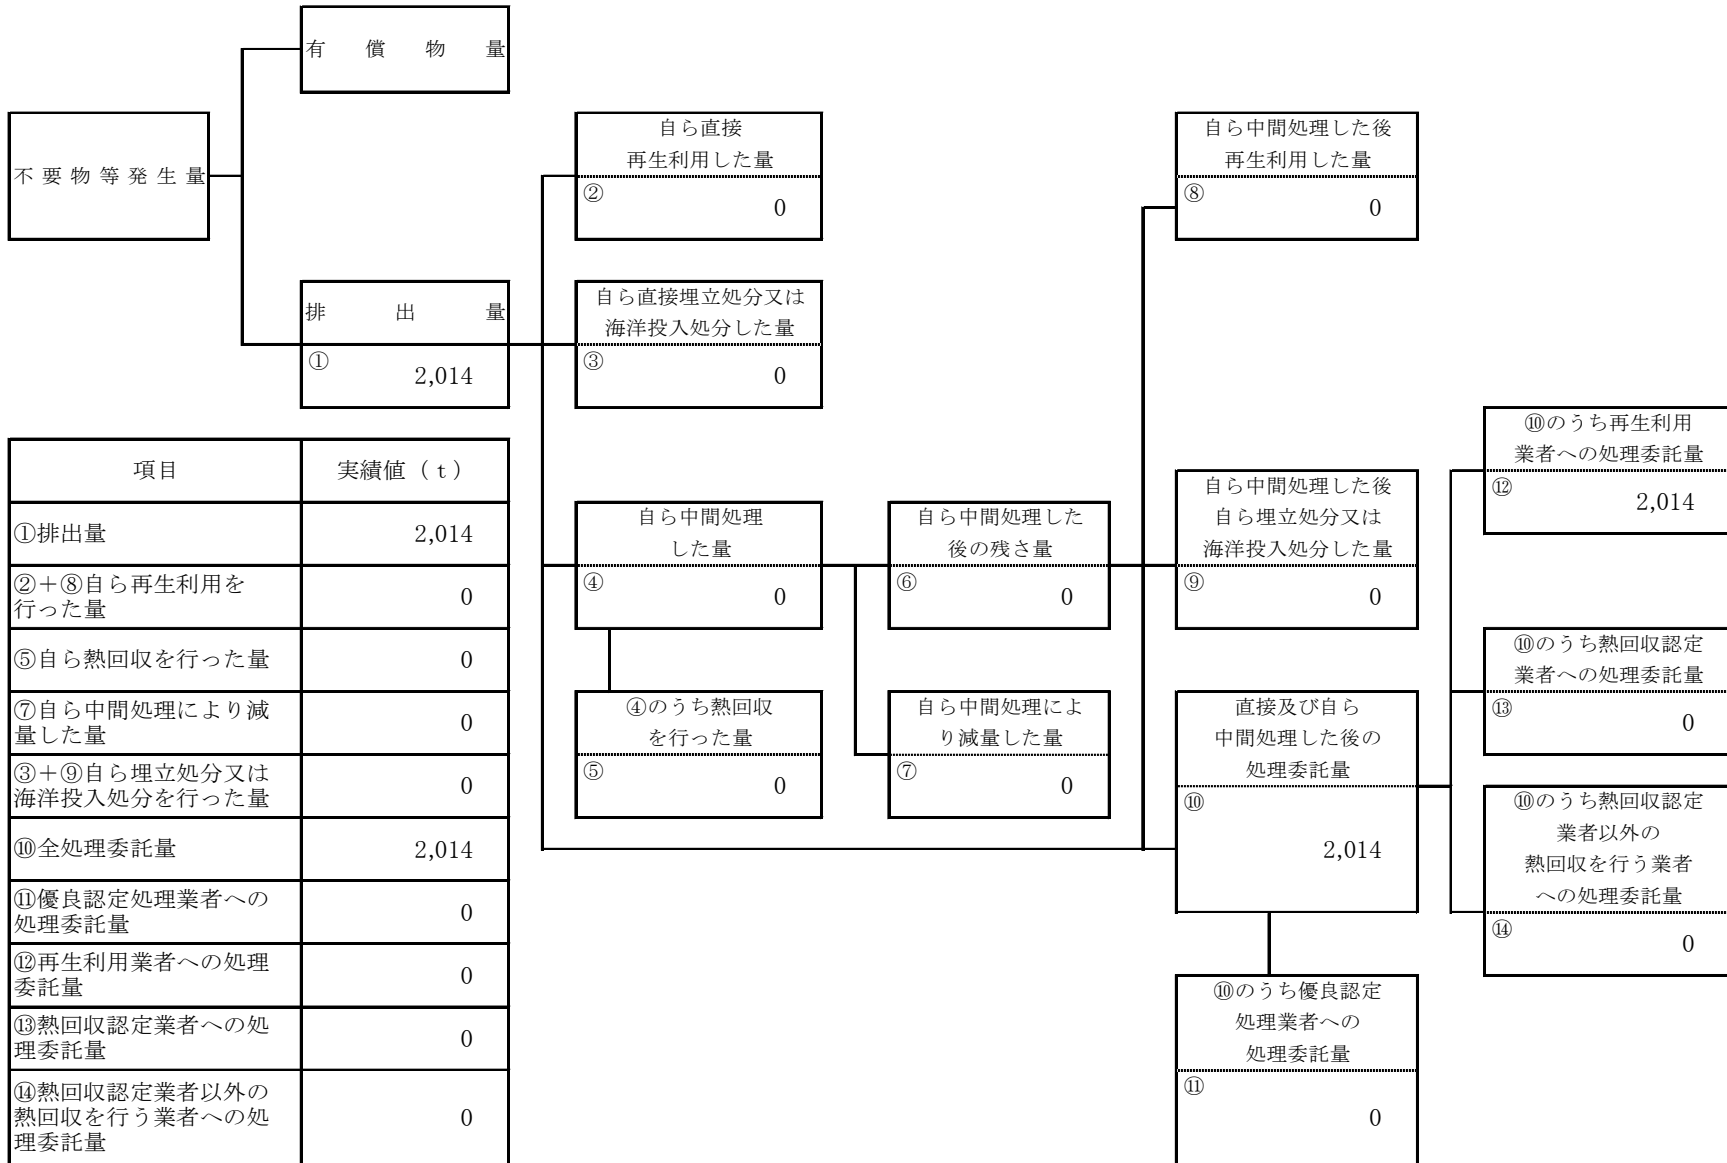 有償物量
不要物等発生量
排出量
①
2,014
自ら直接
再生利用した量
②
0
自ら直接埋立処分又は
海洋投入処分した量
③
0
自ら中間処理
した量
④
0
④のうち熱回収
を行った量
⑤
0
自ら中間処理した
後の残さ量
⑥
0
自ら中間処理によ
り減量した量
⑦
0
自ら中間処理した後
再生利用した量
⑧
0
自ら中間処理した後
自ら埋立処分又は
海洋投入処分した量
⑨
0
直接及び自ら
中間処理した後の
処理委託量
⑩
2,014
⑩のうち優良認定
処理業者への
処理委託量
⑪
0
⑩のうち再生利用
業者への処理委託量
⑫
2,014
⑩のうち熱回収認定
業者への処理委託量
⑬
0
⑩のうち熱回収認定
業者以外の
熱回収を行う業者
への処理委託量
⑭
0
項目 実績値（ｔ）
①排出量 2,014
②＋⑧自ら再生利用を
行った量 0
⑤自ら熱回収を行った量 0
⑦自ら中間処理により減
量した量 0
③＋⑨自ら埋立処分又は
海洋投入処分を行った量 0
⑩全処理委託量 2,014
⑪優良認定処理業者への
処理委託量 0
⑫再生利用業者への処理
委託量 0
⑬熱回収認定業者への処
理委託量 0
⑭熱回収認定業者以外の
熱回収を行う業者への処
理委託量 0